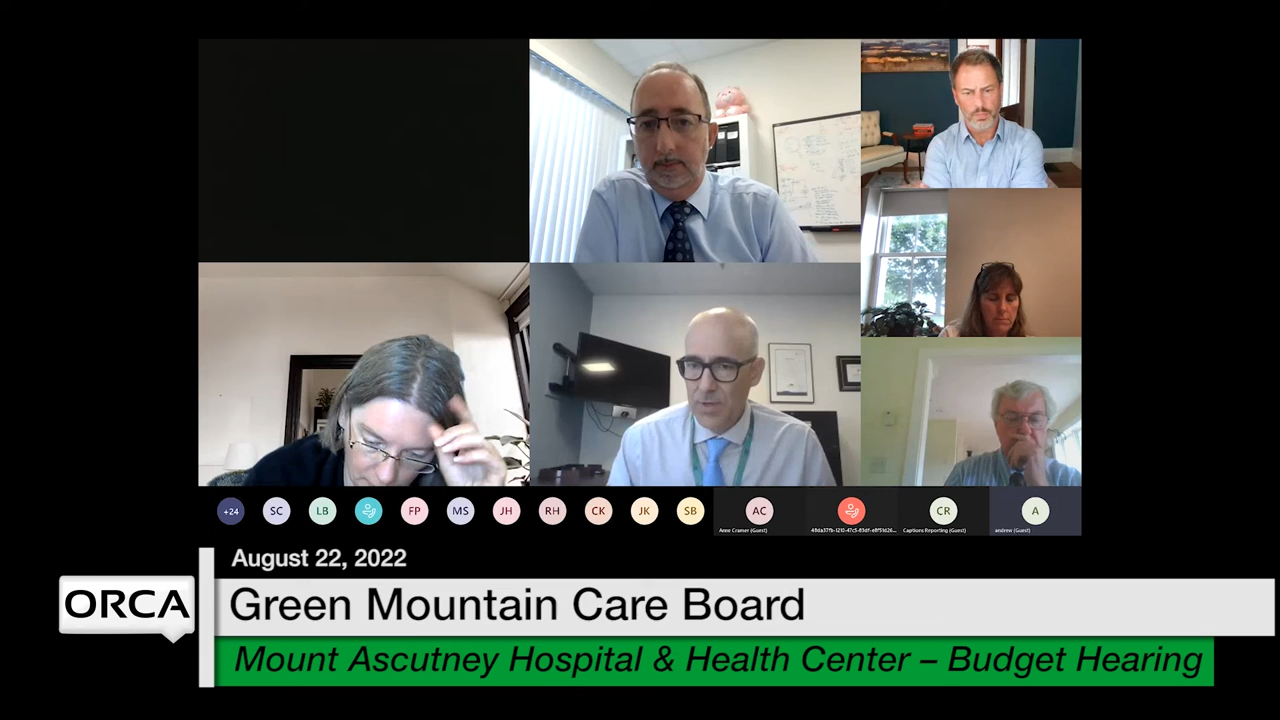 +24 SC LB FP MS JH RH CK JK SB AC CR A
Anne Cramer (Guest) Captions Reporting (Guest) andrew (Guest)
August 22, 2022
ORCA
Green Mountain Care Board
Mount Ascutney Hospital & Health Center – Budget Hearing